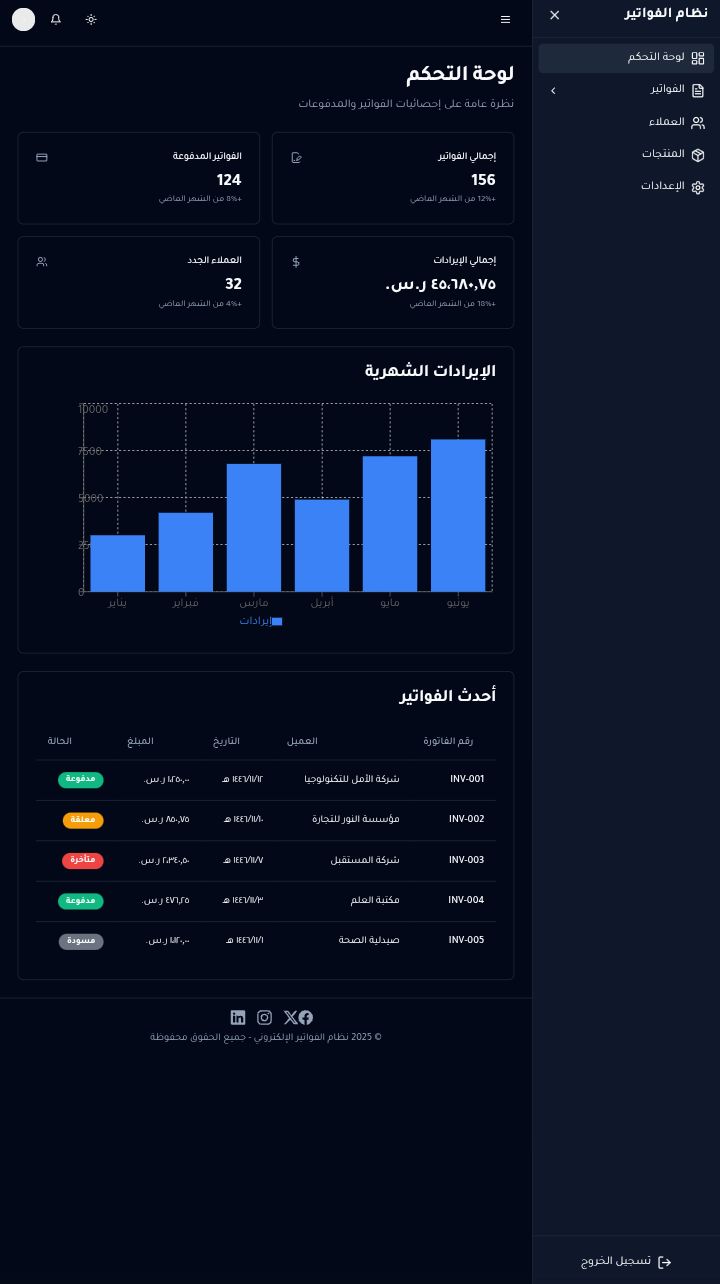 نظام الفواتير
لوحة التحكم
الفواتير
العملاء
المنتجات
الإعدادات
تسجيل الخروج
لوحة التحكم
نظرة عامة على إحصائيات الفواتير والمدفوعات
إجمالي الفواتير
156
+12% من الشهر الماضي
الفواتير المدفوعة
124
+8% من الشهر الماضي
إجمالي الإيرادات
٤٥٬٦٨٠٫٧٥ ر.س.
+18% من الشهر الماضي
العملاء الجدد
32
+4% من الشهر الماضي
الإيرادات الشهرية
10000
7500
5000
0
يناير فبراير مارس أبريل مايو يونيو
إيرادات
أحدث الفواتير
رقم الفاتورة العميل التاريخ المبلغ الحالة
INV-001 شركة الأمل للتكنولوجيا ١٤٤٦/١١/١٢ هـ ١٬٢٥٠٫٠٠ ر.س. مدفوعة
INV-002 مؤسسة النور للتجارة ١٤٤٦/١١/١٠ هـ ٨٥٠٫٧٥ ر.س. معلقة
INV-003 شركة المستقبل ١٤٤٦/١١/٧ هـ ٢٬٣٤٠٫٥٠ ر.س. متأخرة
INV-004 مكتبة العلم ١٤٤٦/١١/٣ هـ ٤٧٦٫٢٥ ر.س. مدفوعة
INV-005 صيدلية الصحة ١٤٤٦/١١/١ هـ ١٬١٢٠٫٠٠ ر.س. مسودة
© 2025 نظام الفواتير الإلكتروني - جميع الحقوق محفوظة